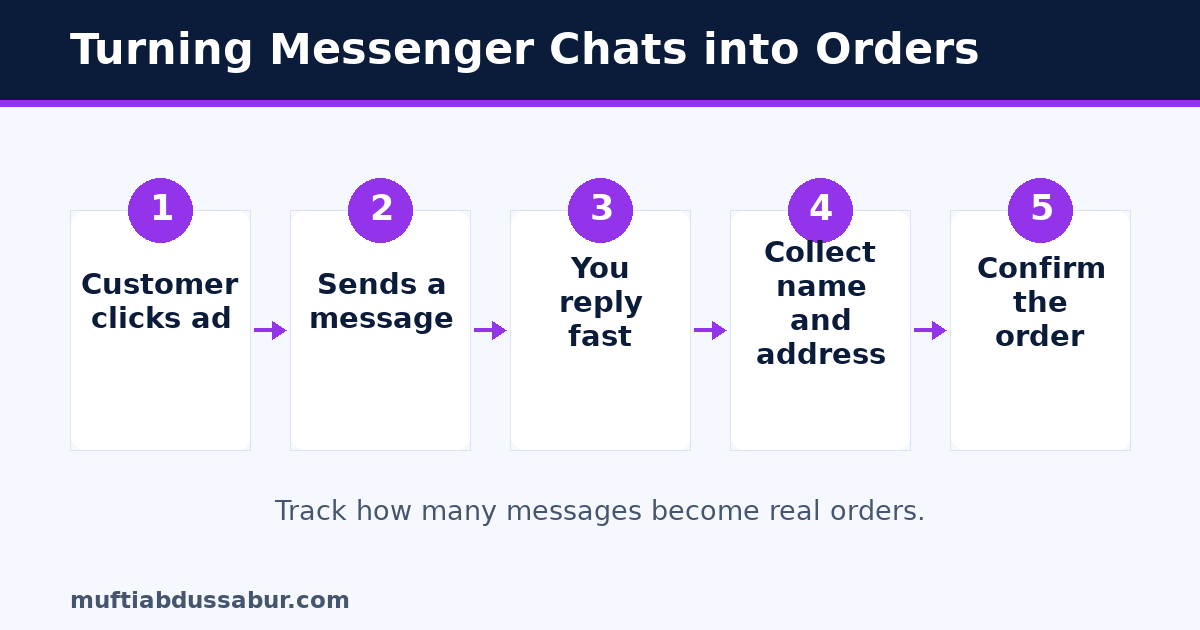 Turning Messenger Chats into Orders
1
Customer
clicks ad
2
Sends a
message
3
You
reply
fast
4
Collect
name
and
address
5
Confirm
the
order
Track how many messages become real orders.
muftiabdussabur.com